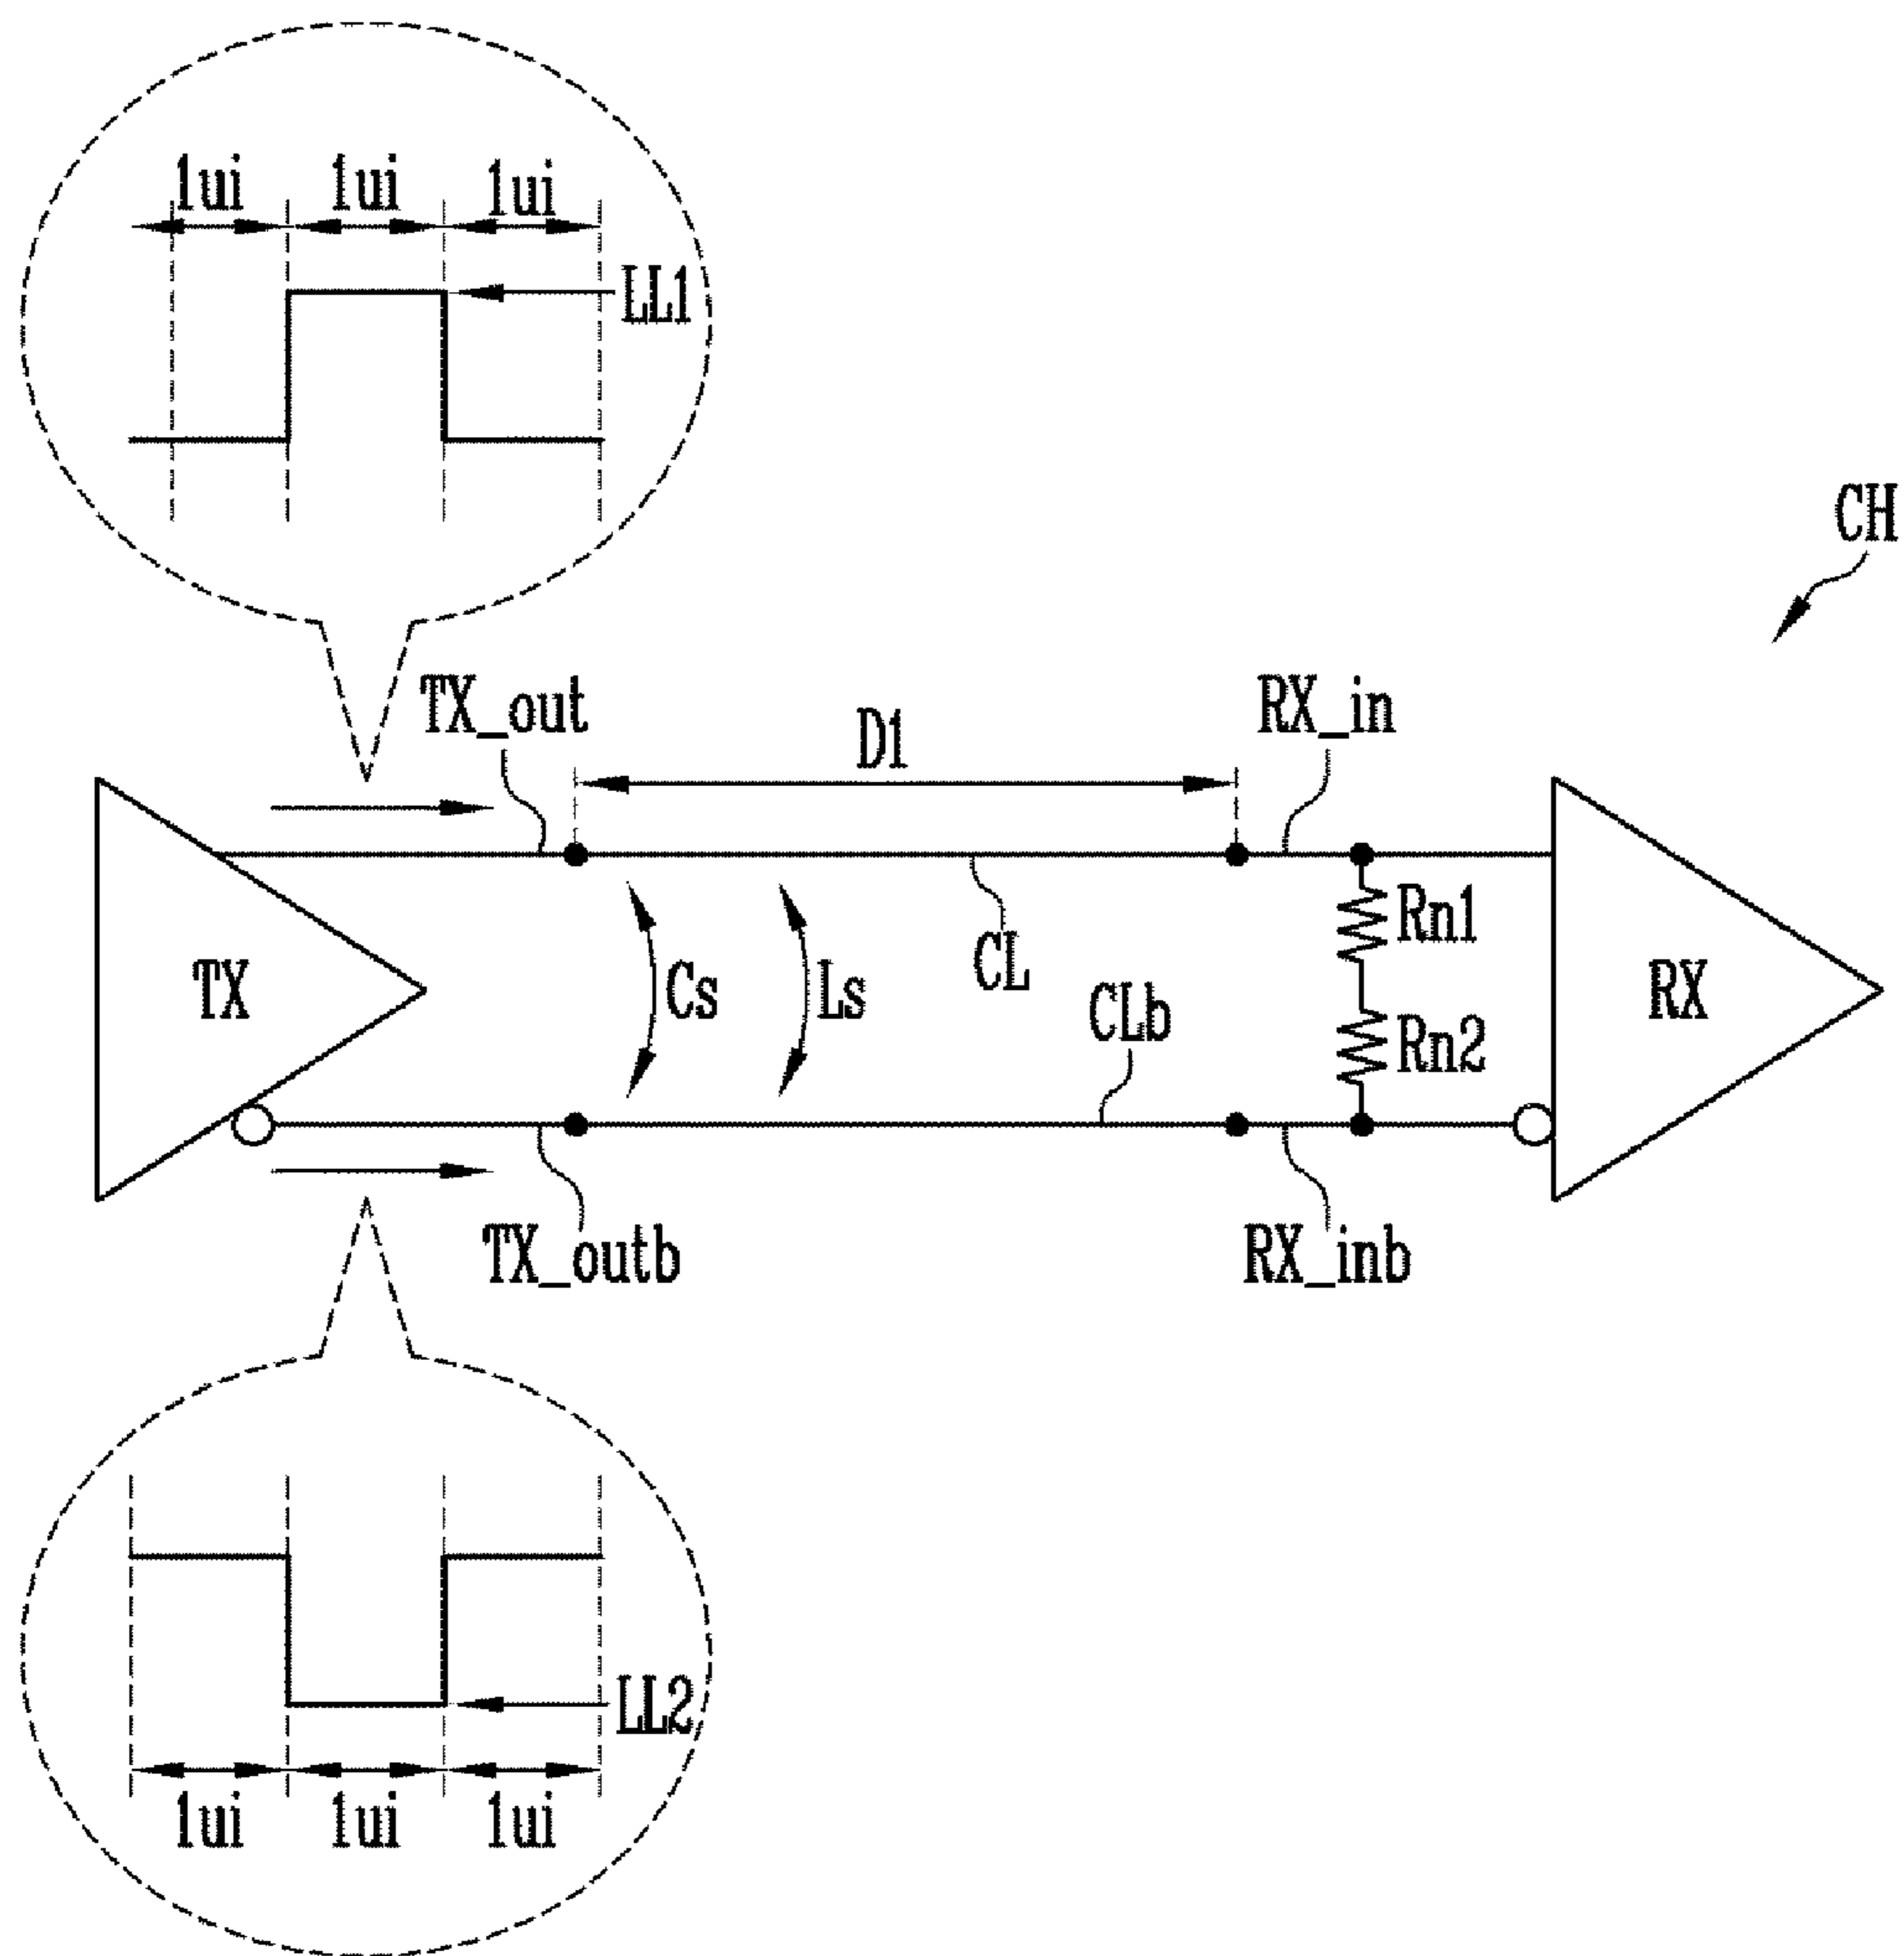 1ui 1ui 1ui
LL1
CH
TX_out D1 RX_in
TX Cs Ls CL CLb Rn1 Rn2 RX
TX_outb RX_inb
LL2
1ui 1ui 1ui